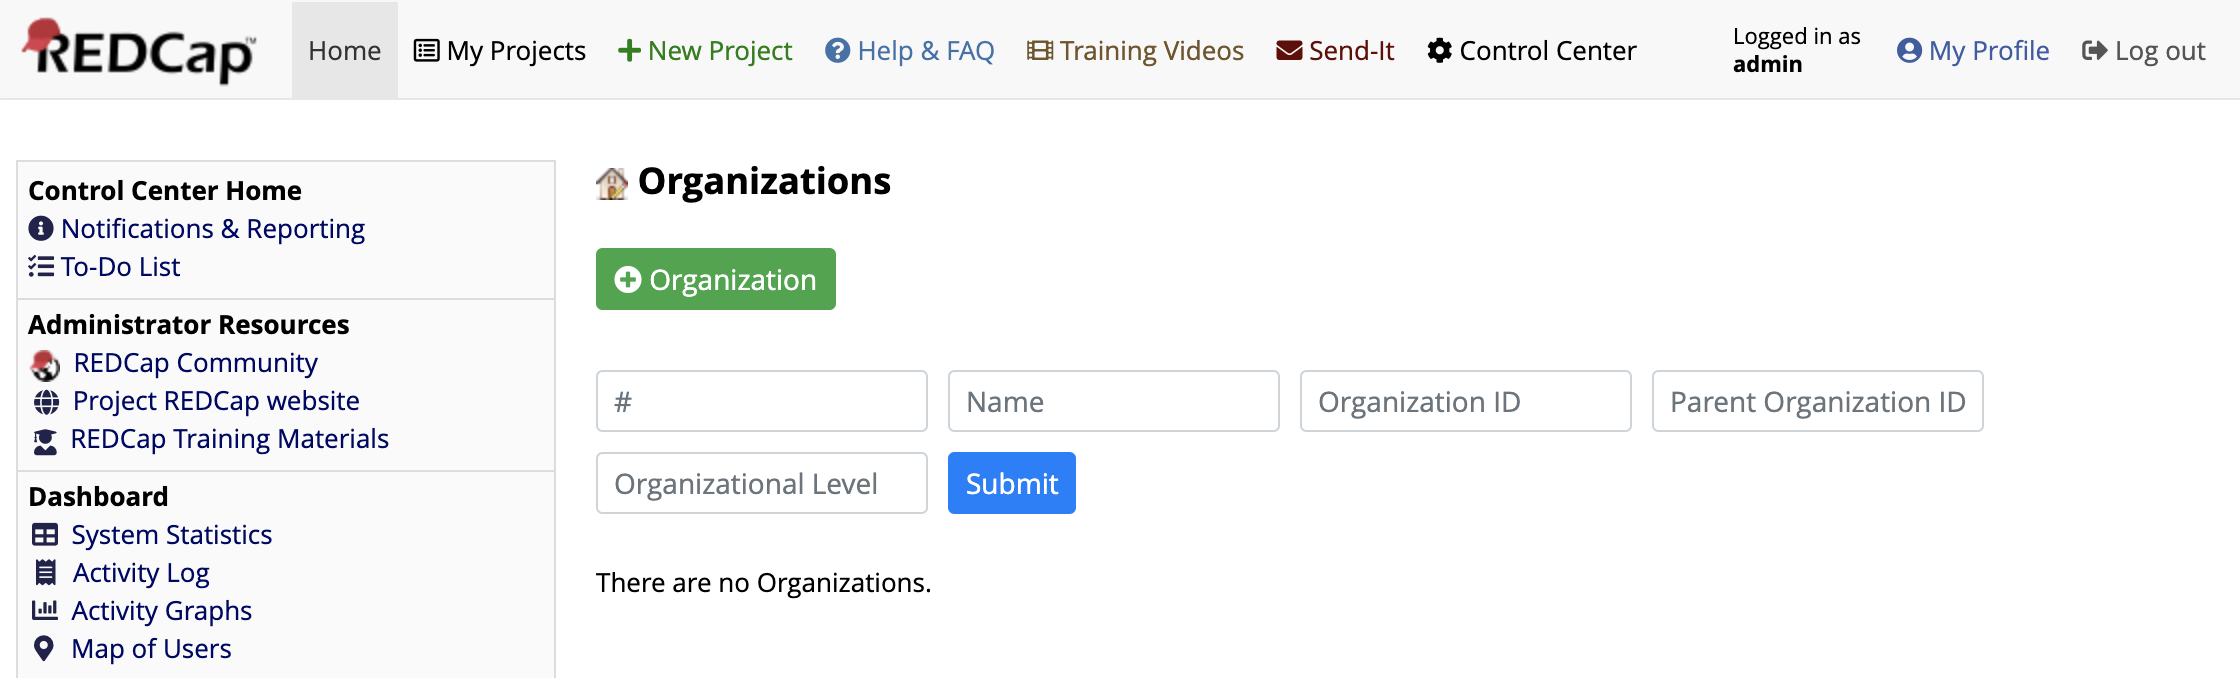 REDCap™ Home My Projects New Project Help & FAQ Training Videos Send-It Control Center Logged in as admin My Profile Log out
Control Center Home
Notifications & Reporting
To-Do List
Administrator Resources
REDCap Community
Project REDCap website
REDCap Training Materials
Dashboard
System Statistics
Activity Log
Activity Graphs
Map of Users
Organizations
Organization
# Name Organization ID Parent Organization ID
Organizational Level Submit
There are no Organizations.